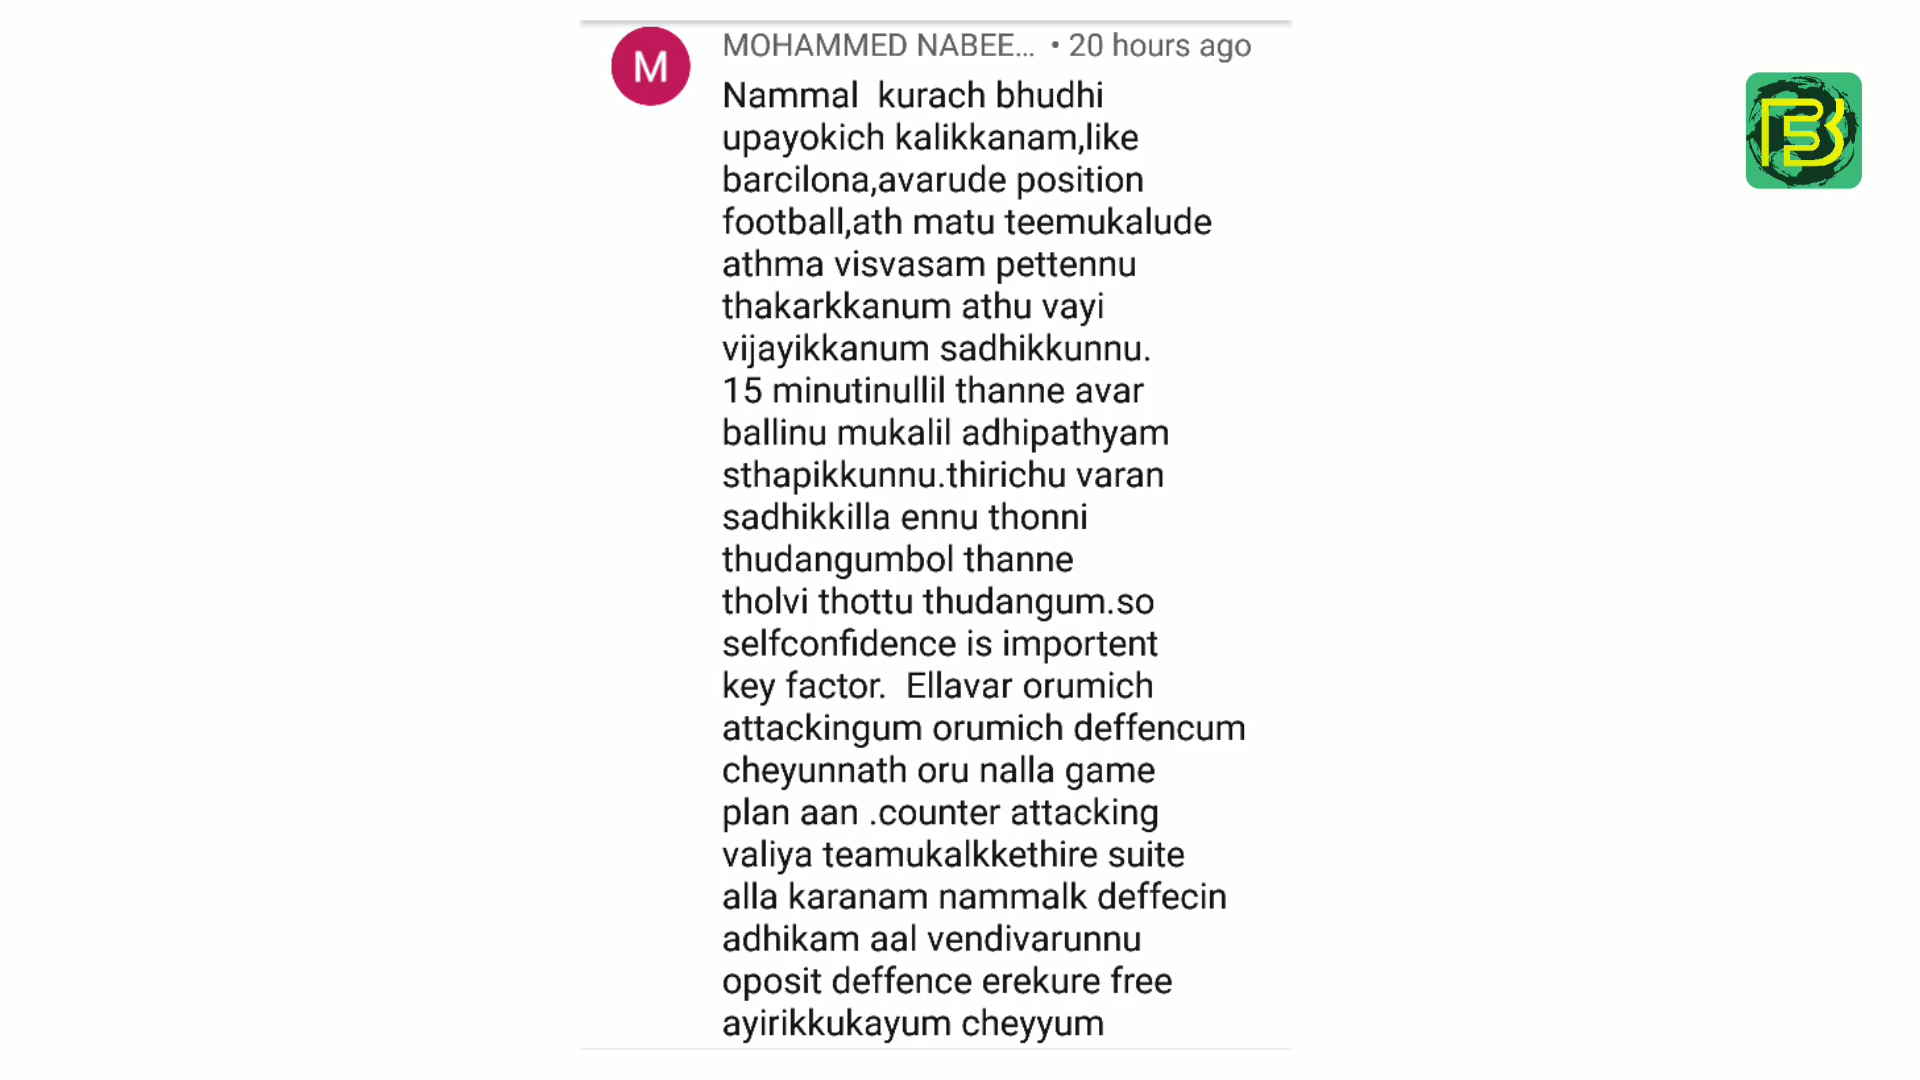 M
MOHAMMED NABEE... • 20 hours ago
Nammal  kurach bhudhi
upayokich kalikkanam,like
barcilona,avarude position
football,ath matu teemukalude
athma visvasam pettennu
thakarkkanum athu vayi
vijayikkanum sadhikkunnu.
15 minutinullil thanne avar
ballinu mukalil adhipathyam
sthapikkunnu.thirichu varan
sadhikkilla ennu thonni
thudangumbol thanne
tholvi thottu thudangum.so
selfconfidence is importent
key factor.  Ellavar orumich
attackingum orumich deffencum
cheyunnath oru nalla game
plan aan .counter attacking
valiya teamukalkkethire suite
alla karanam nammalk deffecin
adhikam aal vendivarunnu
oposit deffence erekure free
ayirikkukayum cheyyum